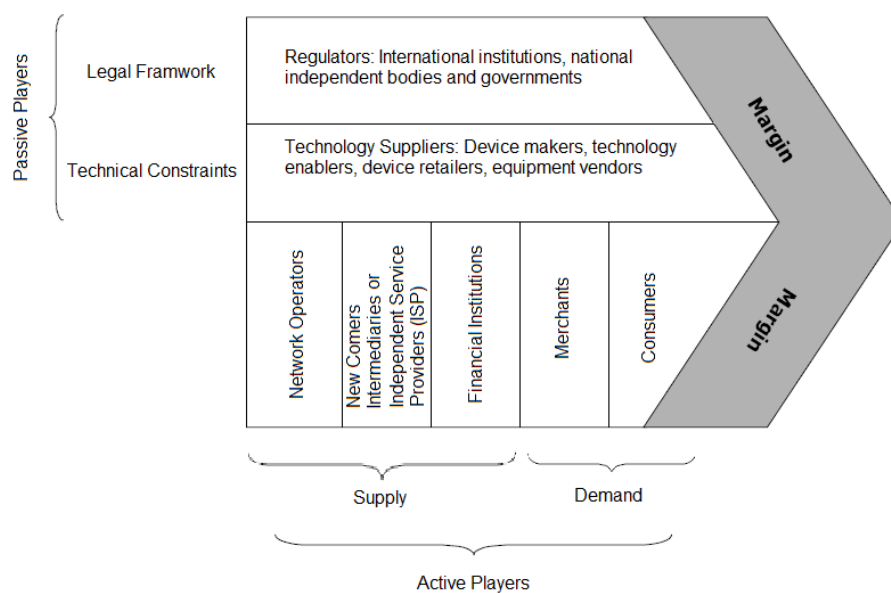 Passive Players
Legal Framwork
Regulators: International institutions, national
independent bodies and governments
Technical Constraints
Technology Suppliers: Device makers, technology
enablers, device retailers, equipment vendors
Margin
Network Operators
New Comers
Intermediaries or
Independent Service
Providers (ISP)
Financial Institutions
Merchants
Consumers
Margin
Supply
Demand
Active Players